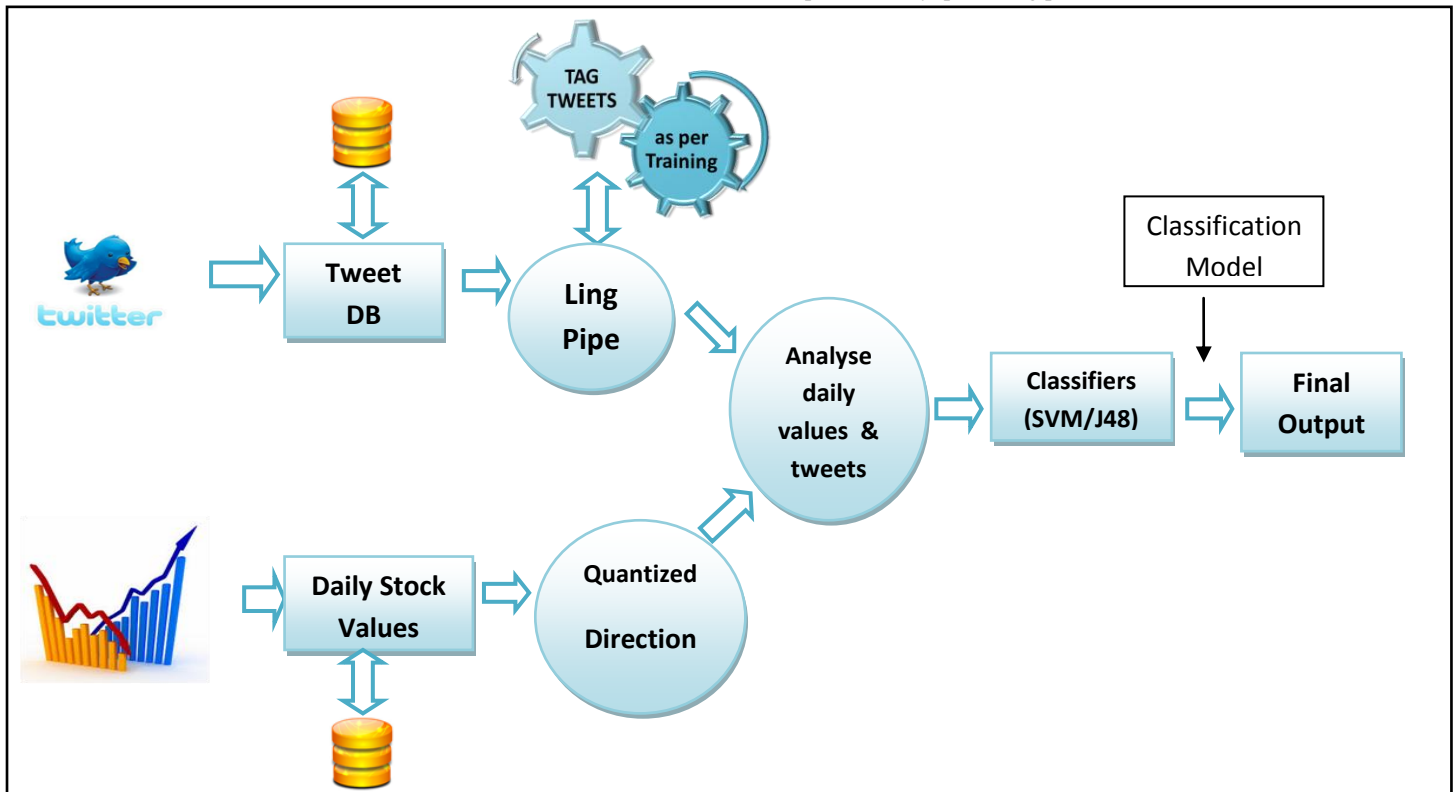 TAG
TWEETS
as per
Training
twitter
Tweet
DB
Ling
Pipe
Analyse
daily
values &
tweets
Classification
Model
Classifiers
(SVM/J48)
Final
Output
Daily Stock
Values
Quantized
Direction